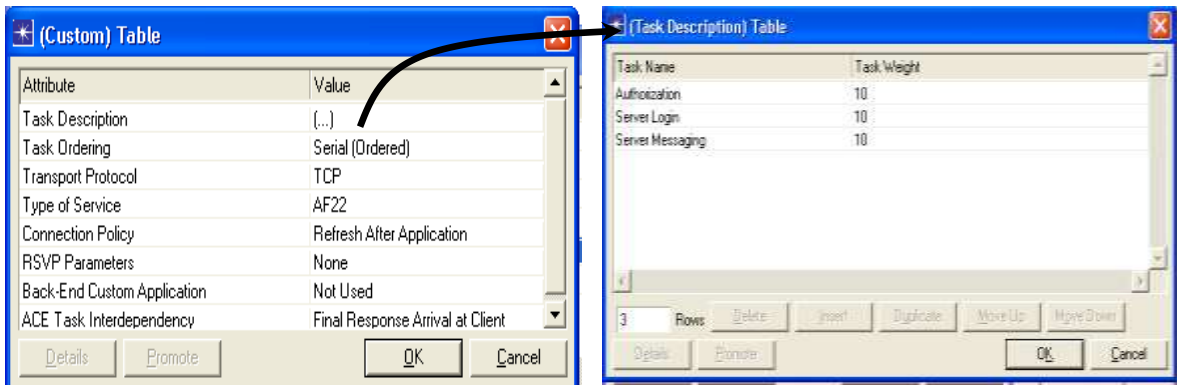 (Custom) Table
Attribute Value
Task Description (...)
Task Ordering Serial (Ordered)
Transport Protocol TCP
Type of Service AF22
Connection Policy Refresh After Application
RSVP Parameters None
Back-End Custom Application Not Used
ACE Task Interdependency Final Response Arrival at Client
Details Promote OK Cancel
(Task Description) Table
Task Name Task Weight
Authorization 10
Server Login 10
Server Messaging 10
3 Rows Delete Insert Duplicate Move Up Move Down
Details Promote OK Cancel